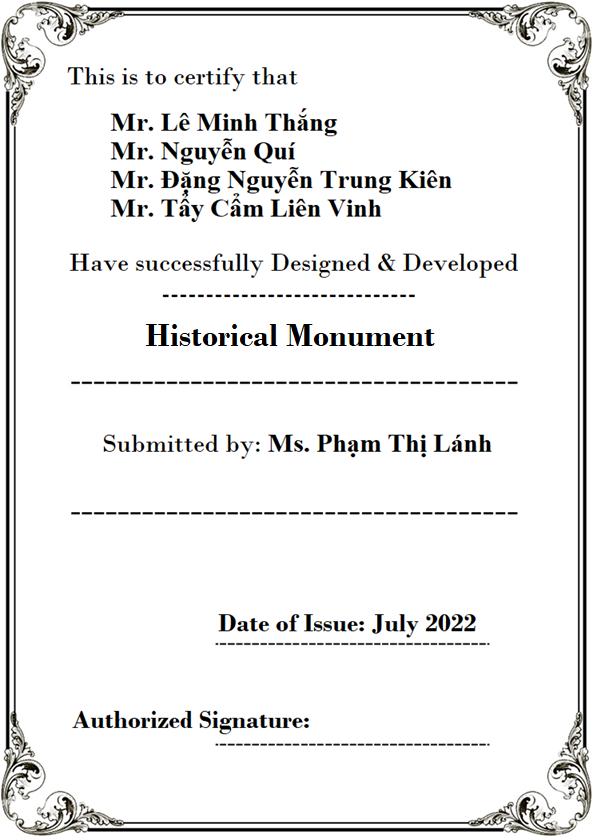 This is to certify that
Mr. Lê Minh Thắng
Mr. Nguyễn Quí
Mr. Đặng Nguyễn Trung Kiên
Mr. Tẩy Cẩm Liên Vinh
Have successfully Designed & Developed
Historical Monument
Submitted by: Ms. Phạm Thị Lánh
Date of Issue: July 2022
Authorized Signature: